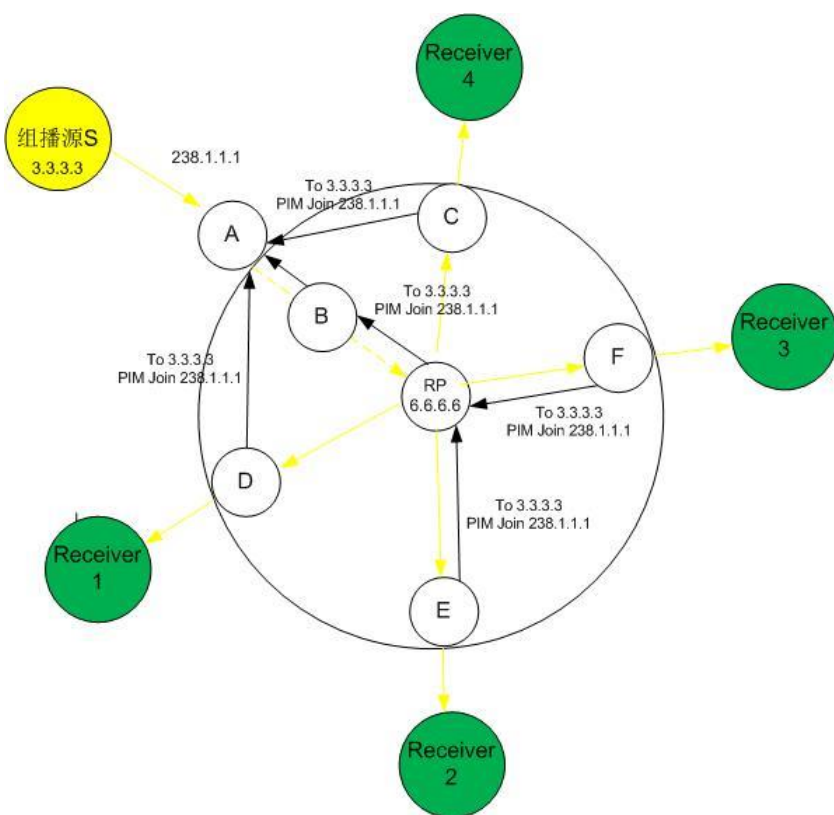 Receiver
4
组播源S
3.3.3.3
238.1.1.1
To 3.3.3.3
PIM Join 238.1.1.1
A
C
To 3.3.3.3
PIM Join 238.1.1.1
B
Receiver
3
F
To 3.3.3.3
PIM Join 238.1.1.1
RP
6.6.6.6
To 3.3.3.3
PIM Join 238.1.1.1
D
To 3.3.3.3
PIM Join 238.1.1.1
Receiver
1
E
Receiver
2